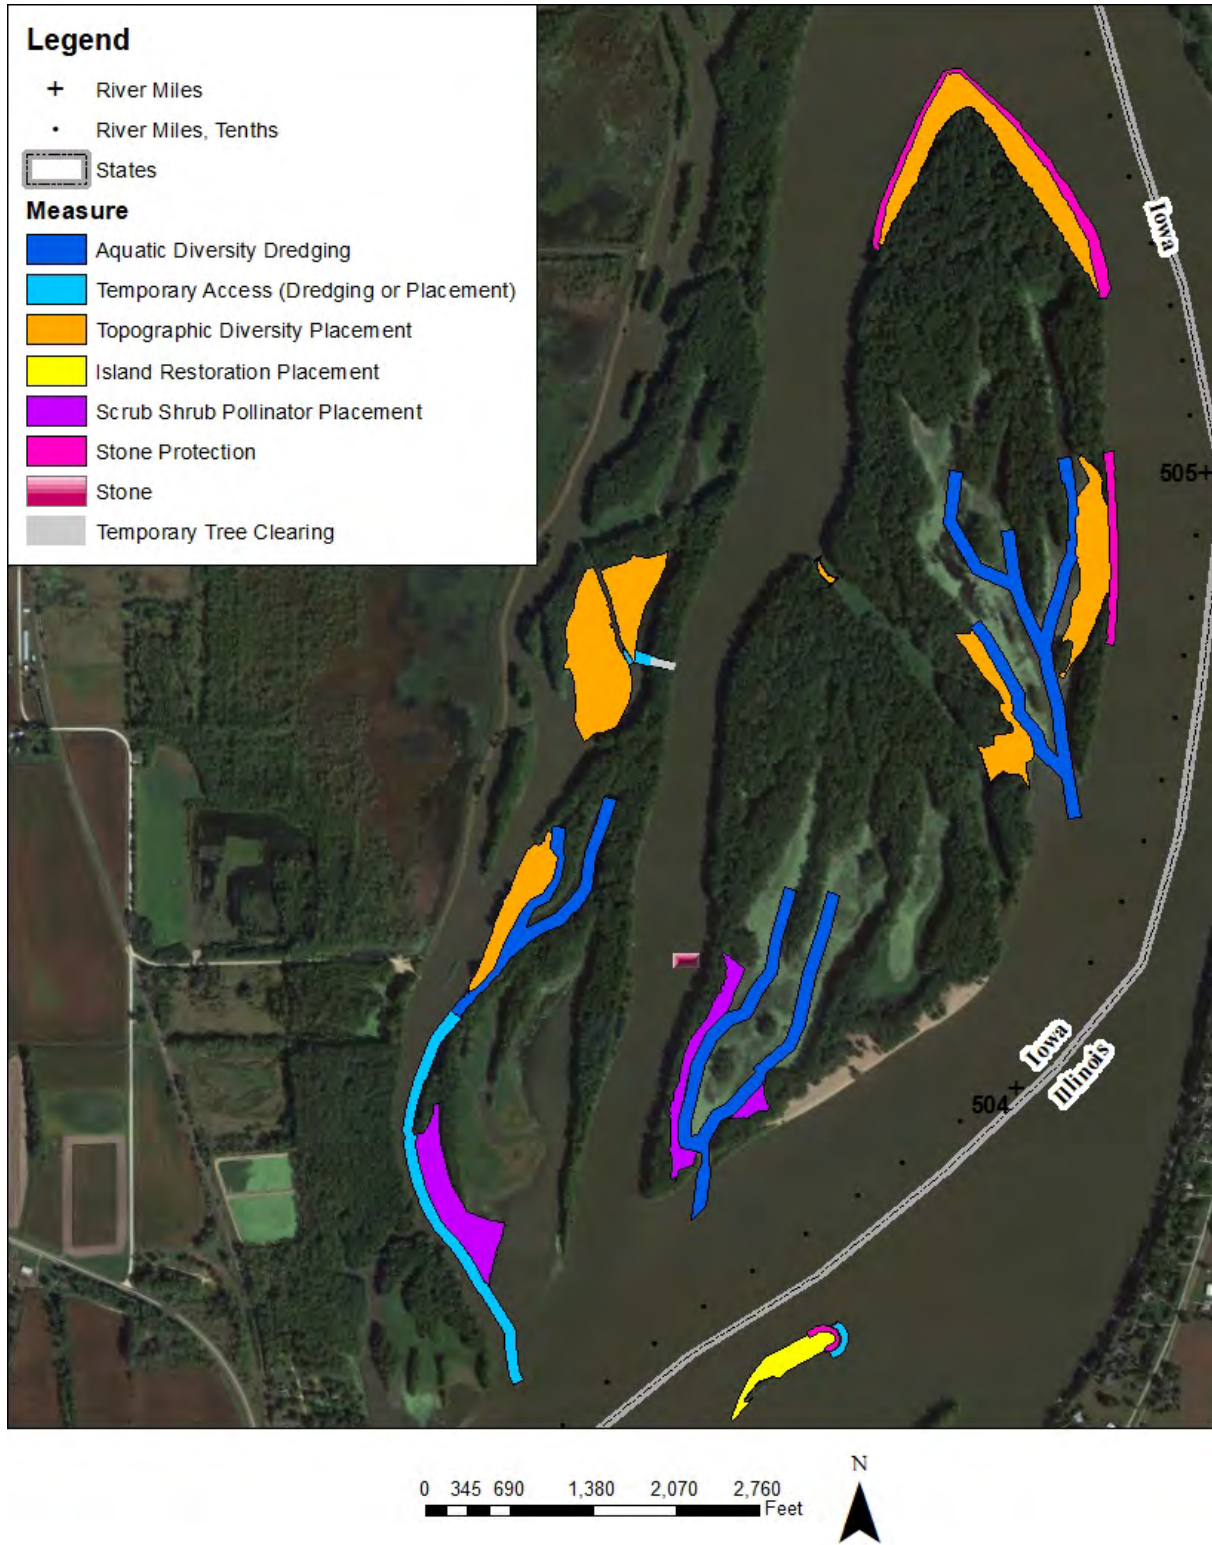 Legend
+ River Miles
· River Miles, Tenths
States
Measure
Aquatic Diversity Dredging
Temporary Access (Dredging or Placement)
Topographic Diversity Placement
Island Restoration Placement
Scrub Shrub Pollinator Placement
Stone Protection
Stone
Temporary Tree Clearing
Iowa
505+
Iowa
Illinois
504+
N
0 345 690 1,380 2,070 2,760
Feet